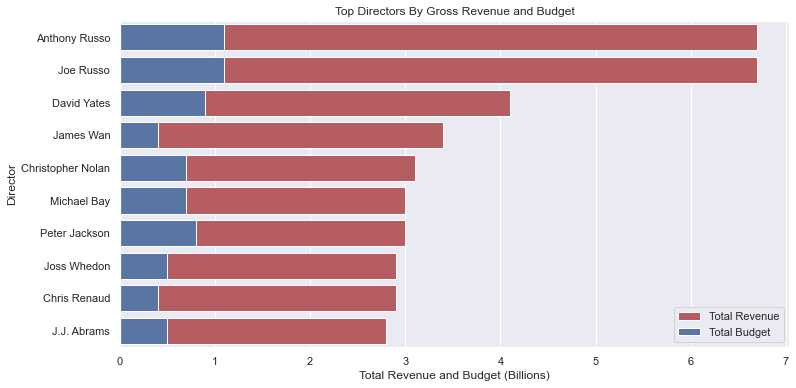 Top Directors By Gross Revenue and Budget
Director
Anthony Russo
Joe Russo
David Yates
James Wan
Christopher Nolan
Michael Bay
Peter Jackson
Joss Whedon
Chris Renaud
J.J. Abrams
Total Revenue
Total Budget
0 1 2 3 4 5 6 7
Total Revenue and Budget (Billions)